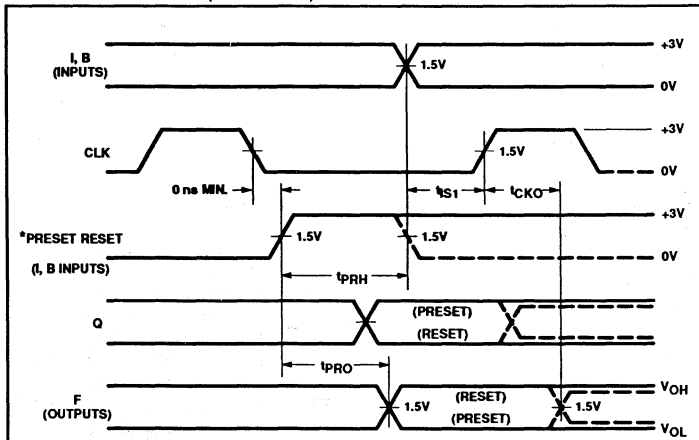 I, B
(INPUTS)
+3V
1.5V
0V
CLK
+3V
1.5V
0V
0 ns MIN.
tIS1
tCKO
*PRESET RESET
(I, B INPUTS)
+3V
1.5V
1.5V
0V
tPRH
Q
(PRESET)
(RESET)
tPRO
F
(OUTPUTS)
(RESET)
(PRESET)
VOH
1.5V
1.5V
VOL